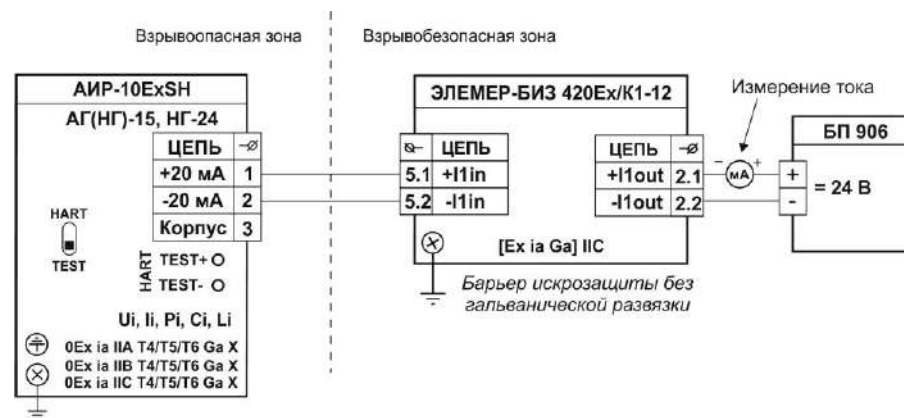 Взрывоопасная зона
Взрывобезопасная зона
АИР-10ExSH
АГ(НГ)-15, НГ-24
ЦЕПЬ
+20 мА 1
-20 мА 2
Корпус 3
HART
TEST
HART
TEST+
TEST-
Ui, Ii, Pi, Ci, Li
0Ex ia IIA T4/T5/T6 Ga X
0Ex ia IIB T4/T5/T6 Ga X
0Ex ia IIC T4/T5/T6 Ga X
ЭЛЕМЕР-БИЗ 420Ex/К1-12
ЦЕПЬ
5.1 +I1in
5.2 -I1in
ЦЕПЬ
+I1out 2.1
-I1out 2.2
[Ex ia Ga] IIC
Барьер искрозащиты без
гальванической развязки
Измерение тока
- мА +
БП 906
+
= 24 В
-